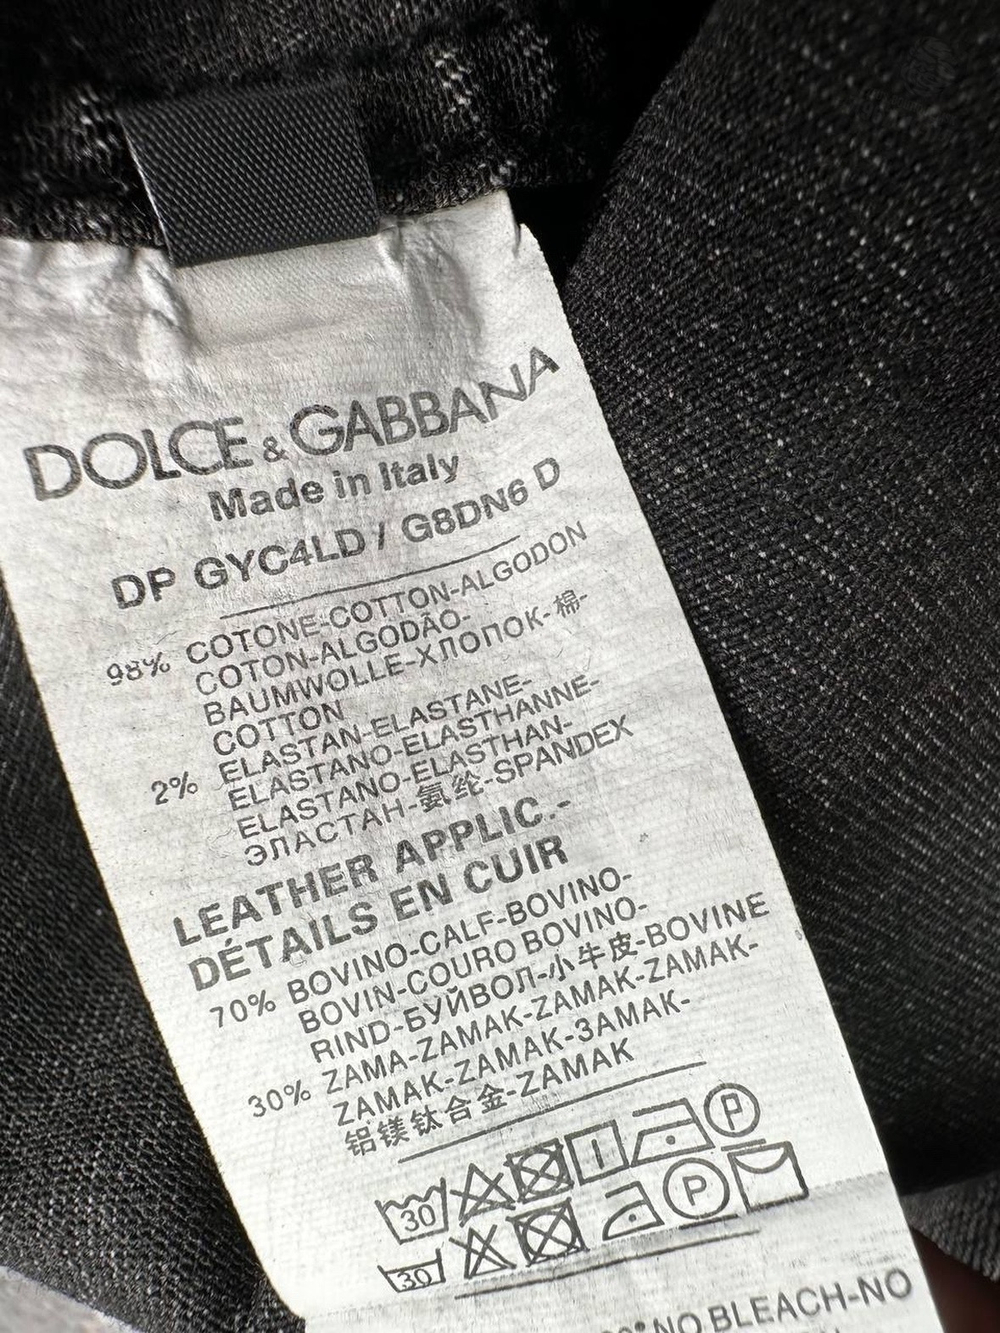 DOLCE & GABBANA
Made in Italy
DP GYC4LD / G8DN6 D
98% COTONE-COTTON-ALGODON
COTON-ALGODÃO-
BAUMWOLLE-ХЛОПОК-棉-
COTTON
2% ELASTAN-ELASTANE-
ELASTANO-ELASTHANNE-
ELASTANO-ELASTHAN-
ЭЛАСТАН-氨纶-SPANDEX
LEATHER APPLIC.-
DÉTAILS EN CUIR
70% BOVINO-CALF-BOVINO-
BOVIN-COURO BOVINO-
RIND-БУЙВОЛ-小牛皮-BOVINE
30% ZAMA-ZAMAK-ZAMAK-ZAMAK-
ZAMAK-ZAMAK-ЗАМАК-
铝镁钛合金-ZAMAK
30 P
30 P
NO BLEACH-NO